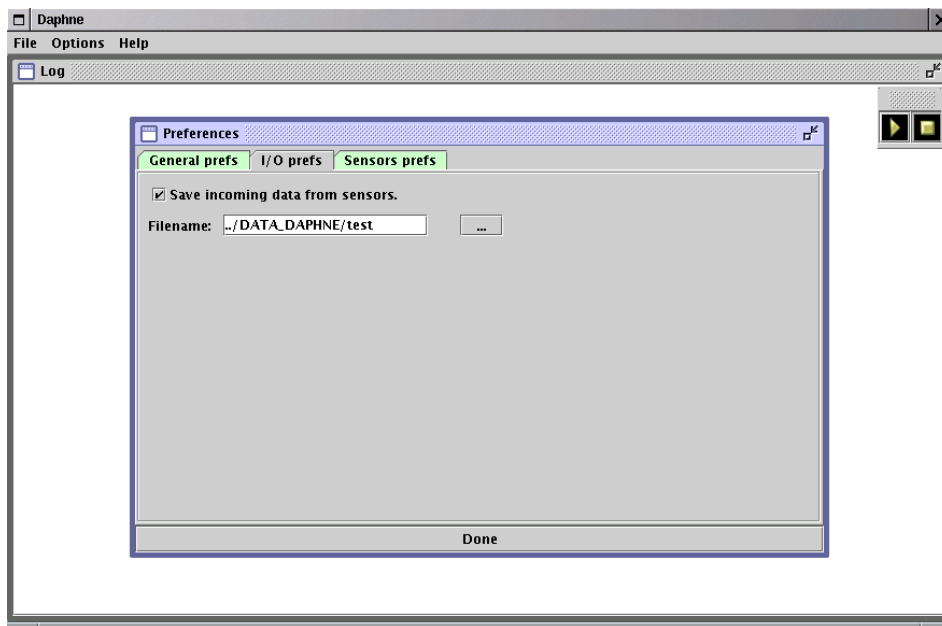 Daphne
File Options Help
Log
Preferences
General prefs I/O prefs Sensors prefs
Save incoming data from sensors.
Filename: ../DATA_DAPHNE/test ...
Done